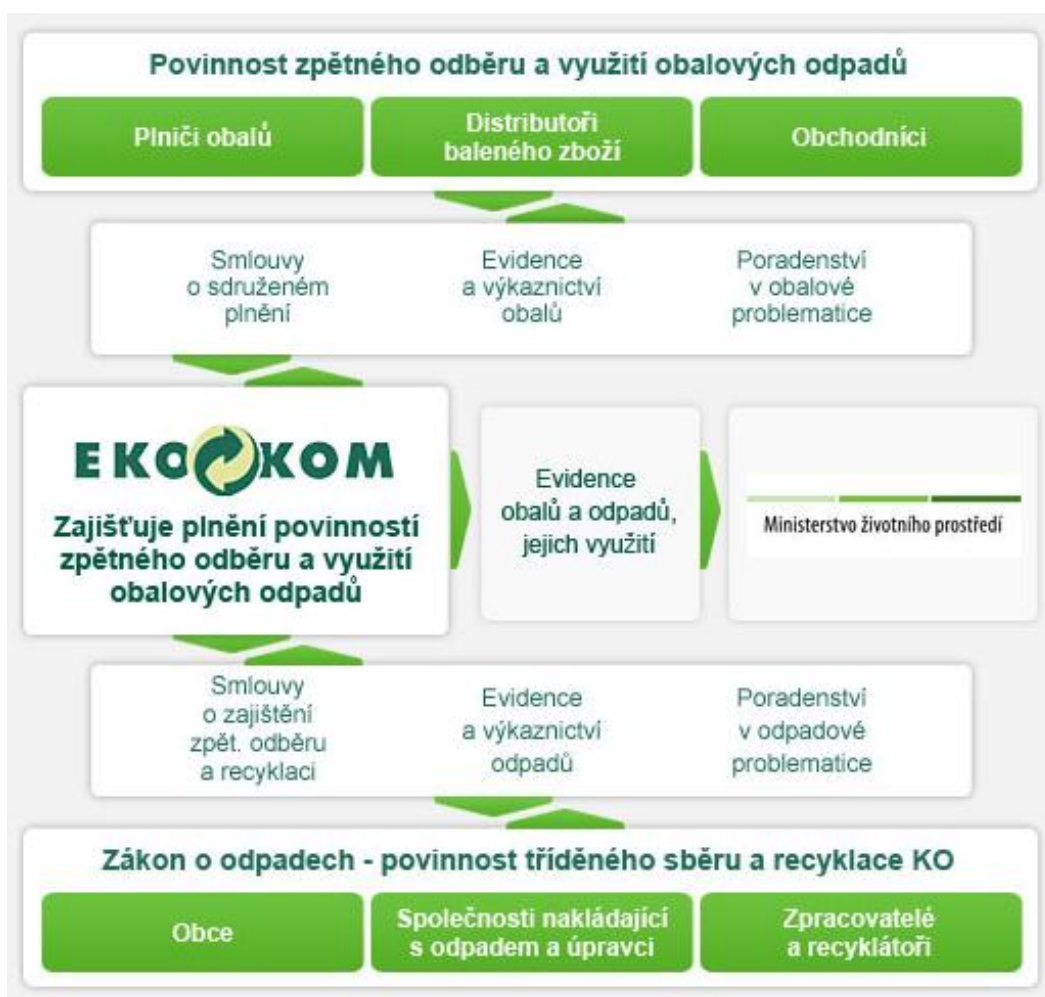 Povinnost zpětného odběru a využití obalových odpadů
Plniči obalů
Distributoři
baleného zboží
Obchodníci
Smlouvy
o sdruženém
plnění
Evidence
a výkaznictví
obalů
Poradenství
v obalové
problematice
EKO KOM
Zajišťuje plnění povinností
zpětného odběru a využití
obalových odpadů
Evidence
obalů a odpadů,
jejich využití
Ministerstvo životního prostředí
Smlouvy
o zajištění
zpět. odběru
a recyklaci
Evidence
a výkaznictví
odpadů
Poradenství
v odpadové
problematice
Zákon o odpadech - povinnost tříděného sběru a recyklace KO
Obce
Společnosti nakládající
s odpadem a úpravci
Zpracovatelé
a recyklátoři